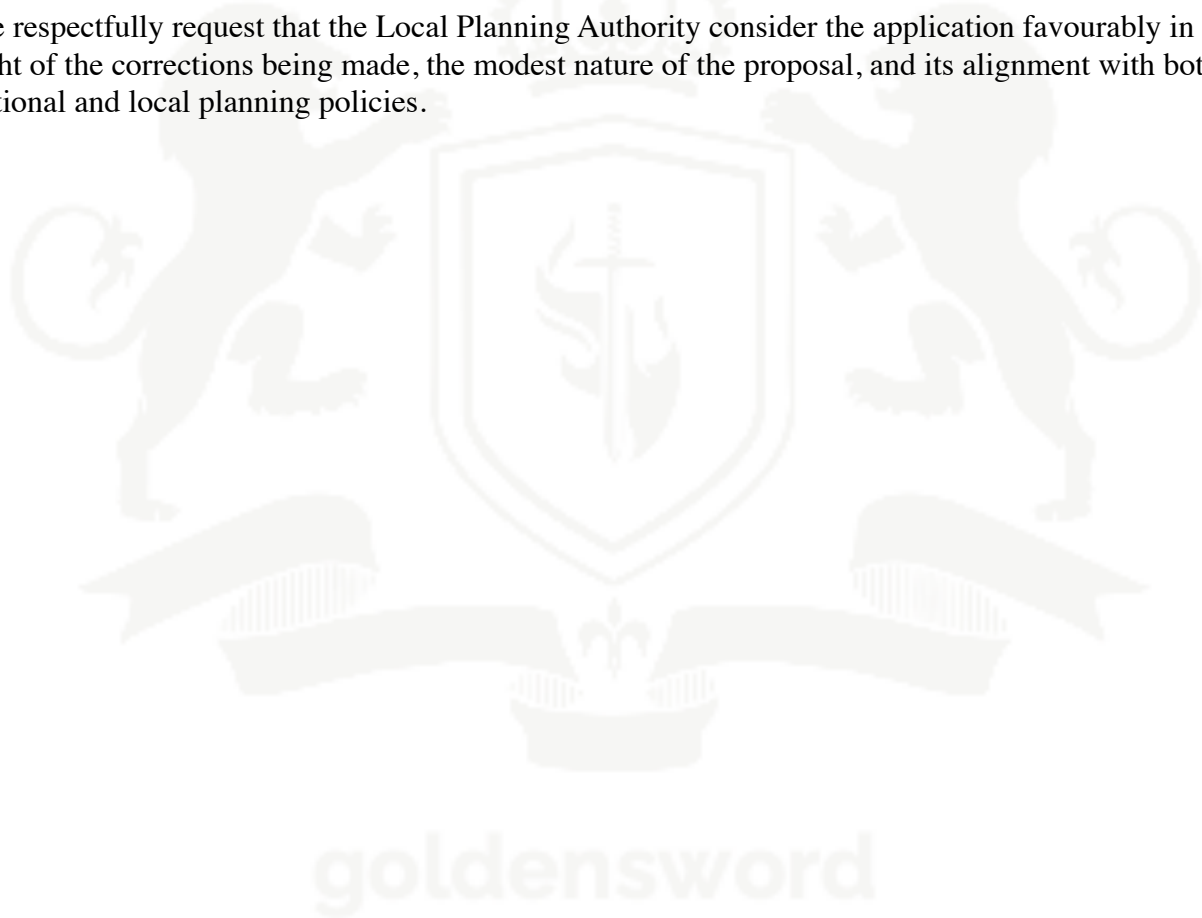 e respectfully request that the Local Planning Authority consider the application favourably in
ht of the corrections being made, the modest nature of the proposal, and its alignment with bot
tional and local planning policies.
goldensword